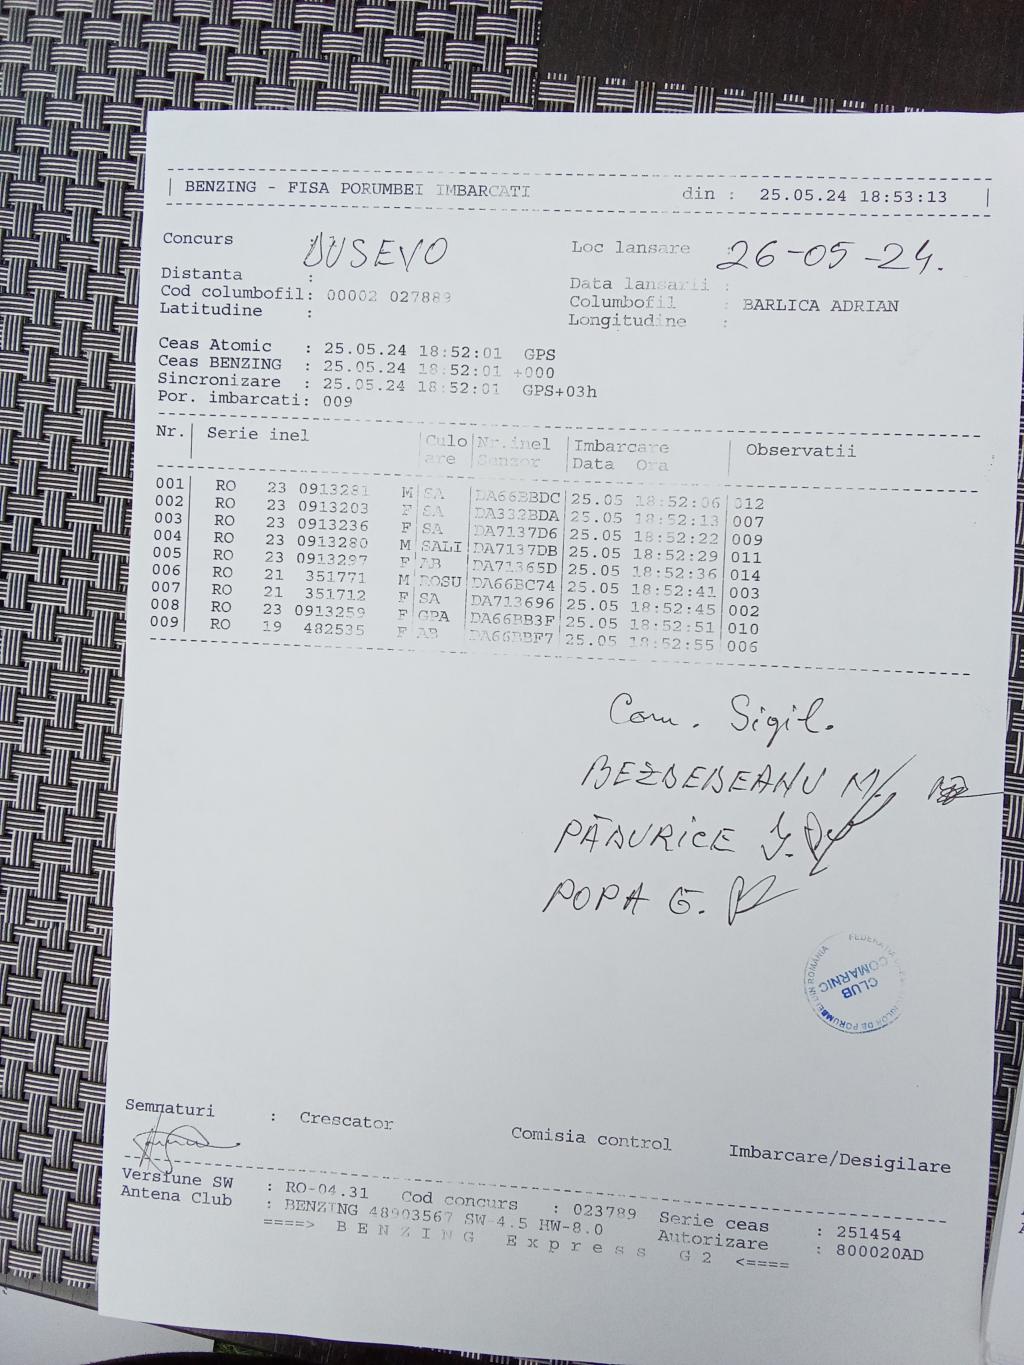 BENZING - FISA PORUMBEI IMBARCATI din : 25.05.24 18:53:13
Concurs DUSEVO Loc lansare : 26-05-24.
Distanta : Data lansarii :
Cod columbofil: 00002 027889 Columbofil : BARLICA ADRIAN
Latitudine : Longitudine :
Ceas Atomic : 25.05.24 18:52:01 GPS
Ceas BENZING : 25.05.24 18:52:01 +000
Sincronizare : 25.05.24 18:52:01 GPS+03h
Por. imbarcati: 009
Nr.| Serie inel |Culo|Nr.inel |Imbarcare | Observatii
|are |Senzor |Data Ora |
001| RO 23 0913281 M|SA |DA66BBDC|25.05 18:52:06|012
002| RO 23 0913203 F|SA |DA332BDA|25.05 18:52:13|007
003| RO 23 0913236 F|SA |DA7137D6|25.05 18:52:22|009
004| RO 23 0913280 M|SALI|DA7137DB|25.05 18:52:29|011
005| RO 23 0913297 F|AB |DA71365D|25.05 18:52:36|014
006| RO 21 351771 M|ROSU|DA66BC74|25.05 18:52:41|003
007| RO 21 351712 F|SA |DA713696|25.05 18:52:45|002
008| RO 23 0913259 F|GPA |DA66BB3F|25.05 18:52:51|010
009| RO 19 482535 F|AB |DA66BBF7|25.05 18:52:55|006
Com. Sigil.
BEZDEDEANU M.
PĂDURICE J.
POPA G.
CLUB
COMARNIC
PORUMBEI DIN ROMÂNIA
Semnaturi : Crescator Comisia control Imbarcare/Desigilare
Versiune SW : RO-04.31 Cod concurs : 023789 Serie ceas : 251454
Antena Club : BENZING 48903567 SW-4.5 HW-8.0 Autorizare : 800020AD
====> B E N Z I N G E x p r e s s G 2 <====